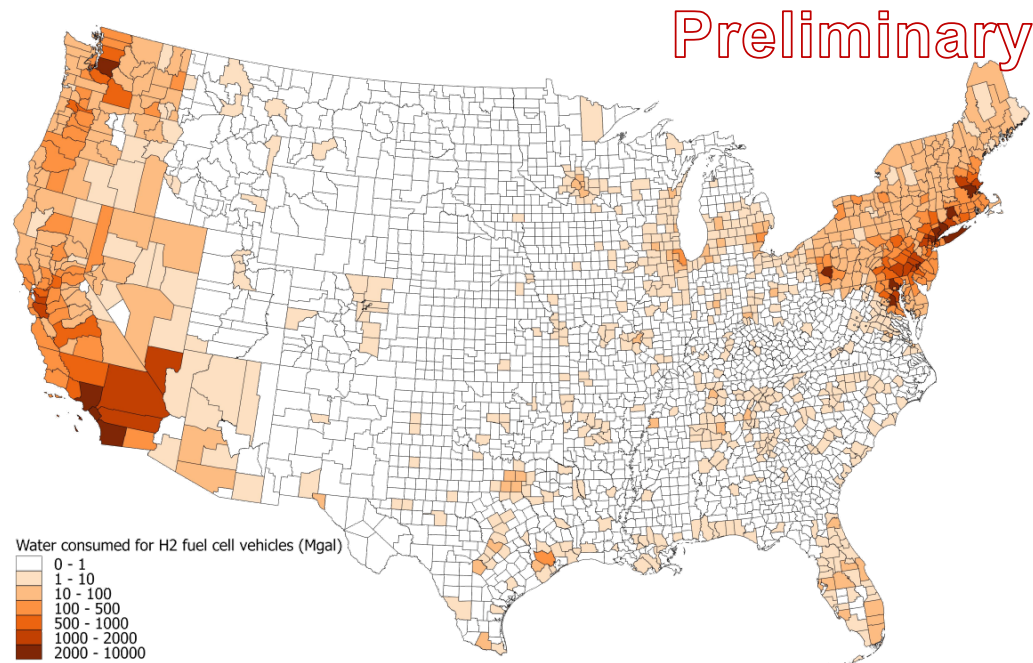 Preliminary
Water consumed for H2 fuel cell vehicles (Mgal)
0 - 1
1 - 10
10 - 100
100 - 500
500 - 1000
1000 - 2000
2000 - 10000